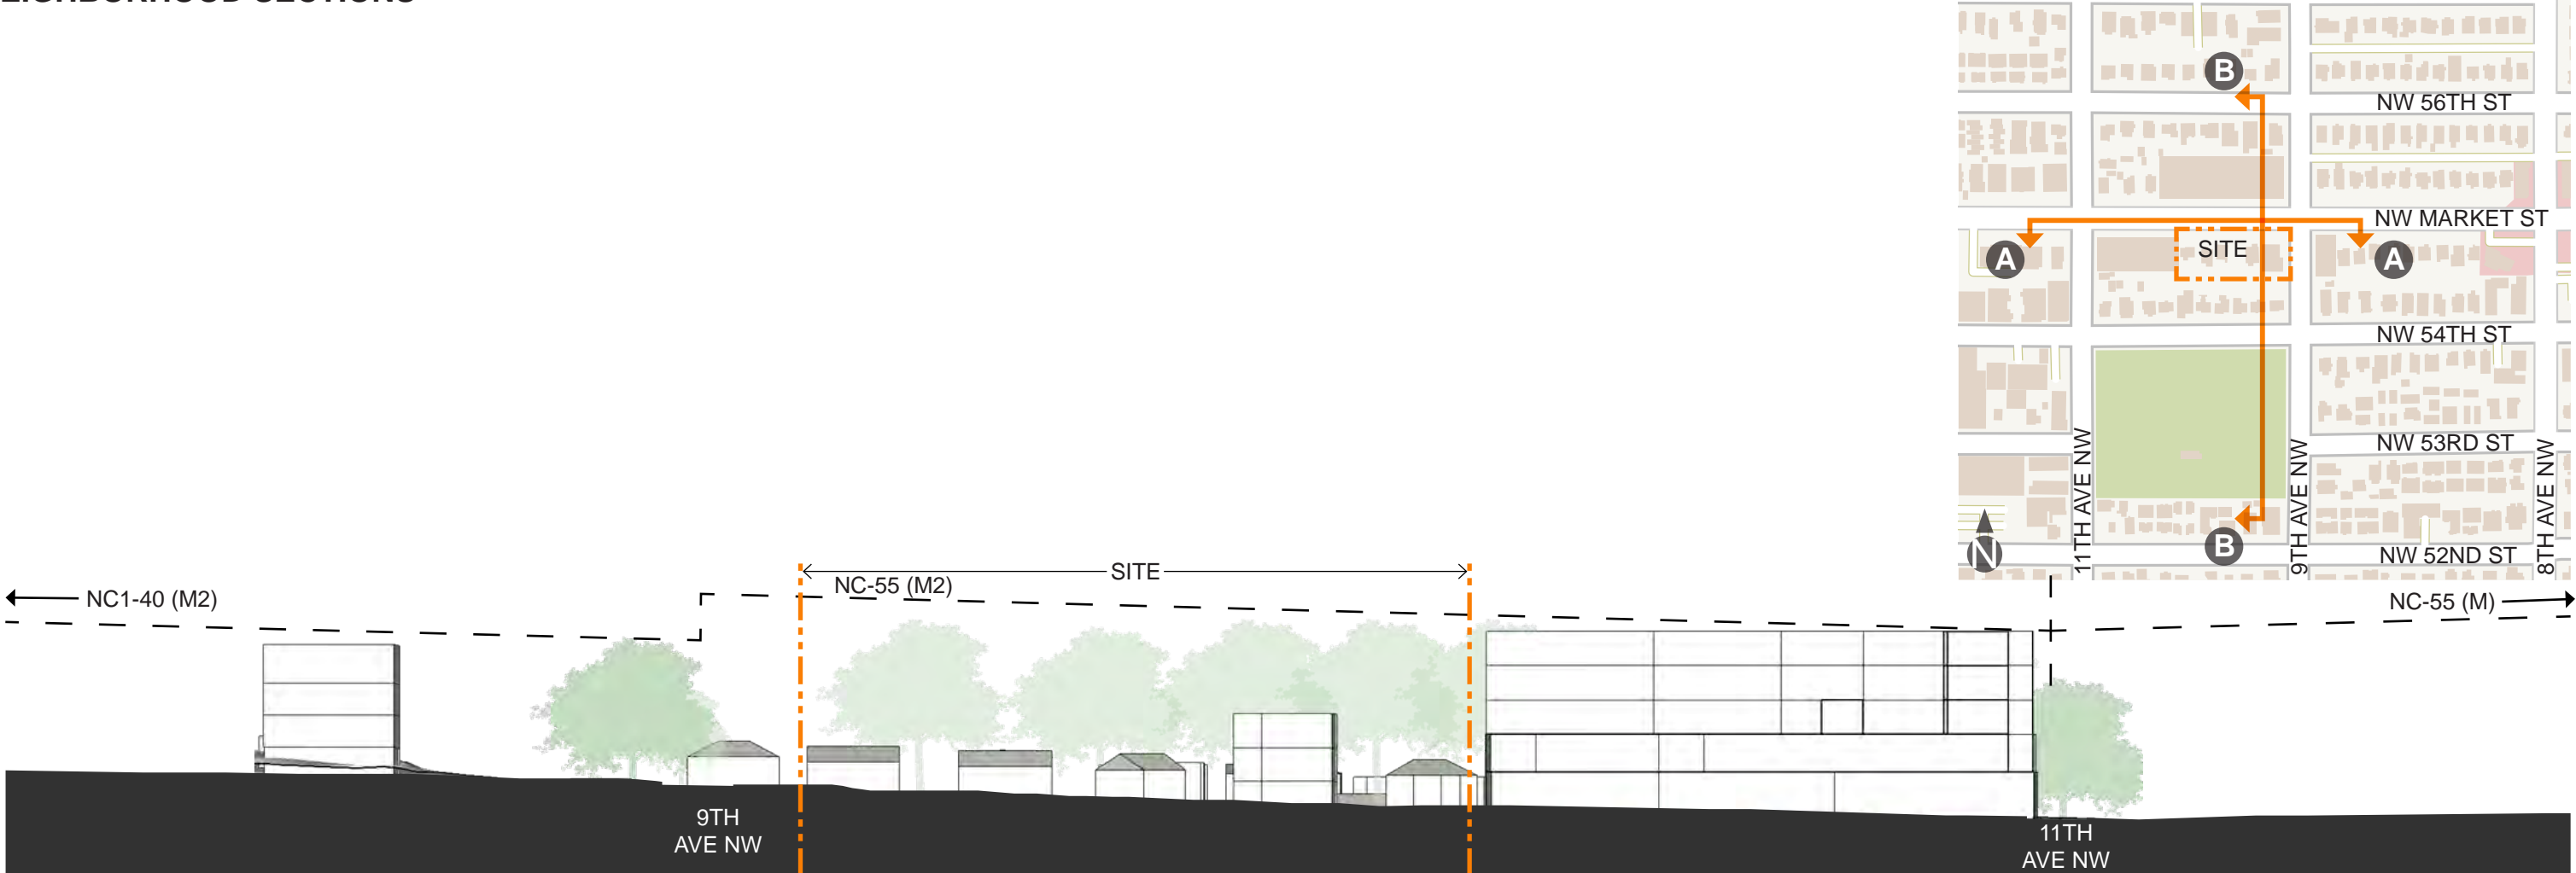 B
NW 56TH ST
NW MARKET ST
SITE
A
A
NW 54TH ST
NW 53RD ST
11TH AVE NW
9TH AVE NW
8TH AVE NW
N
B
NW 52ND ST
SITE
NC1-40 (M2)
NC-55 (M2)
NC-55 (M)
9TH
AVE NW
11TH
AVE NW